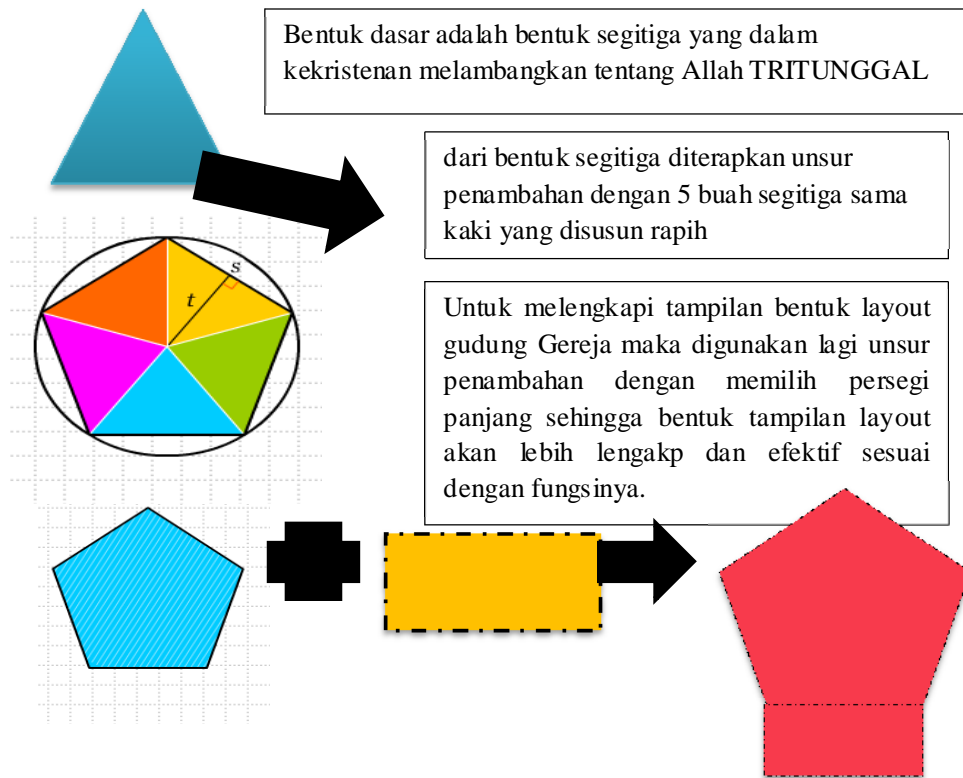 Bentuk dasar adalah bentuk segitiga yang dalam
kekristenan melambangkan tentang Allah TRITUNGGAL
dari bentuk segitiga diterapkan unsur
penambahan dengan 5 buah segitiga sama
kaki yang disusun rapih
s
t
Untuk melengkapi tampilan bentuk layout
gudung Gereja maka digunakan lagi unsur
penambahan dengan memilih persegi
panjang sehingga bentuk tampilan layout
akan lebih lengakp dan efektif sesuai
dengan fungsinya.